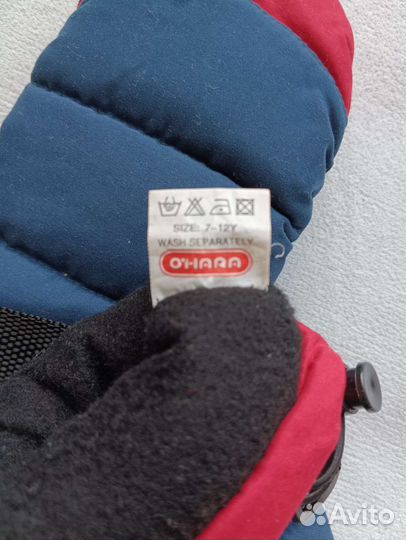 SIZE: 7-12Y
WASH SEPARATELY
O'HARA
Avito